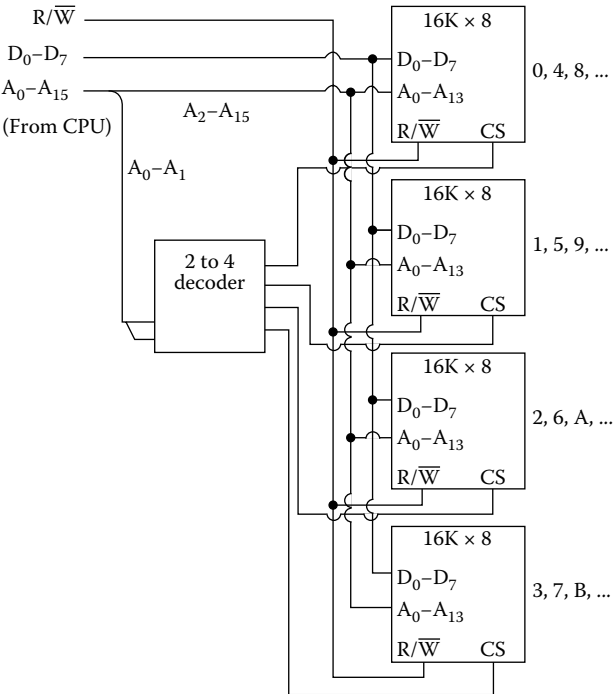 R/W̅
D₀–D₇
A₀–A₁₅
(From CPU)
A₂–A₁₅
A₀–A₁
2 to 4
decoder
16K × 8
D₀–D₇
A₀–A₁₃
R/W̅ CS
0, 4, 8, ...
16K × 8
D₀–D₇
A₀–A₁₃
R/W̅ CS
1, 5, 9, ...
16K × 8
D₀–D₇
A₀–A₁₃
R/W̅ CS
2, 6, A, ...
16K × 8
D₀–D₇
A₀–A₁₃
R/W̅ CS
3, 7, B, ...